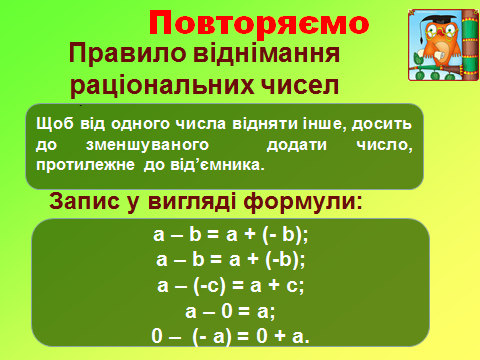 Повторяємо
Правило віднімання
раціональних чисел
Щоб від одного числа відняти інше, досить
до зменшуваного додати число,
протилежне до від’ємника.
Запис у вигляді формули:
a – b = a + (- b);
a – b = a + (-b);
a – (-c) = a + c;
a – 0 = a;
0 – (- a) = 0 + a.